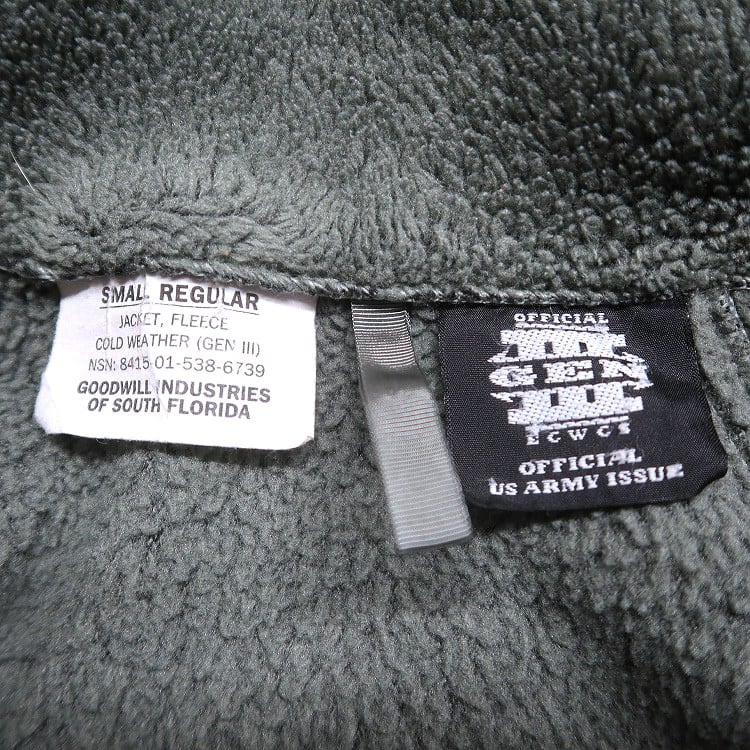 SMALL REGULAR
JACKET, FLEECE
COLD WEATHER (GEN III)
NSN: 8415-01-538-6739
GOODWILL INDUSTRIES
OF SOUTH FLORIDA
OFFICIAL
III
GEN
III
ECWCS
OFFICIAL
US ARMY ISSUE